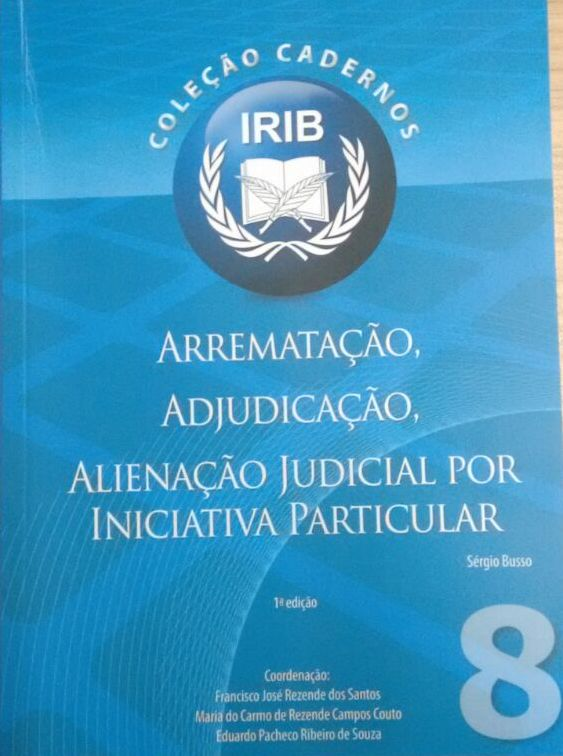 COLEÇÃO CADERNOS
IRIB
ARREMATAÇÃO,
ADJUDICAÇÃO,
ALIENAÇÃO JUDICIAL POR
INICIATIVA PARTICULAR
Sérgio Busso
1ª edição
8
Coordenação:
Francisco José Rezende dos Santos
Maria do Carmo de Rezende Campos Couto
Eduardo Pacheco Ribeiro de Souza